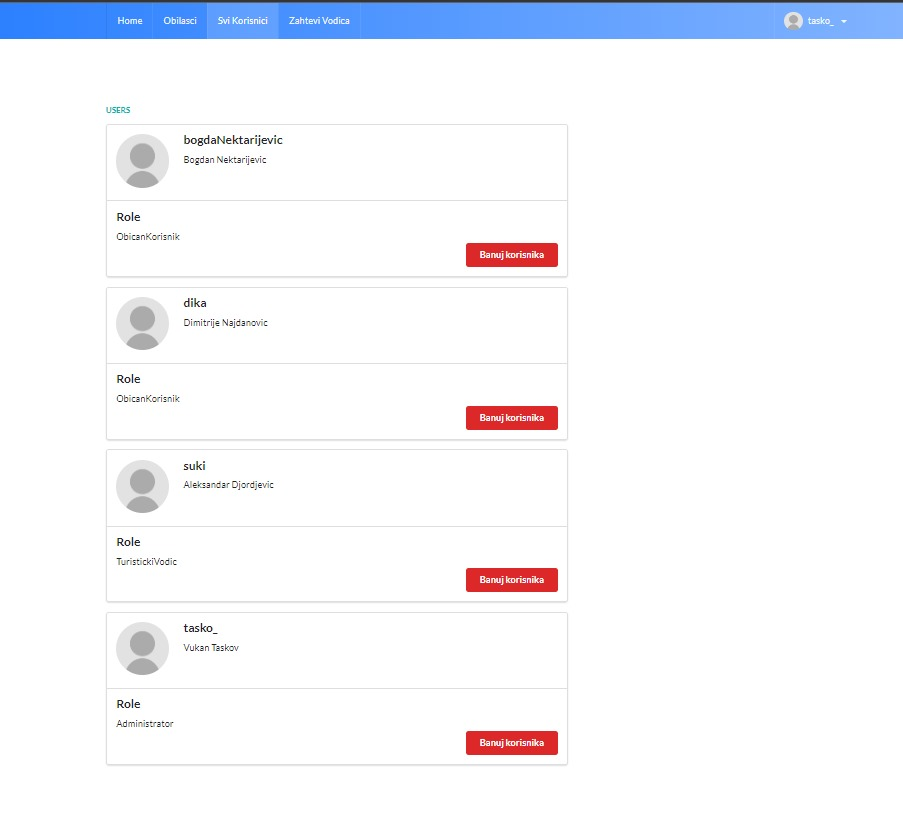 Home Obilasci Svi Korisnici Zahtevi Vodica tasko_
USERS
bogdaNektarijevic
Bogdan Nektarijevic
Role
ObicanKorisnik
Banuj korisnika
dika
Dimitrije Najdanovic
Role
ObicanKorisnik
Banuj korisnika
suki
Aleksandar Djordjevic
Role
TuristickiVodic
Banuj korisnika
tasko_
Vukan Taskov
Role
Administrator
Banuj korisnika